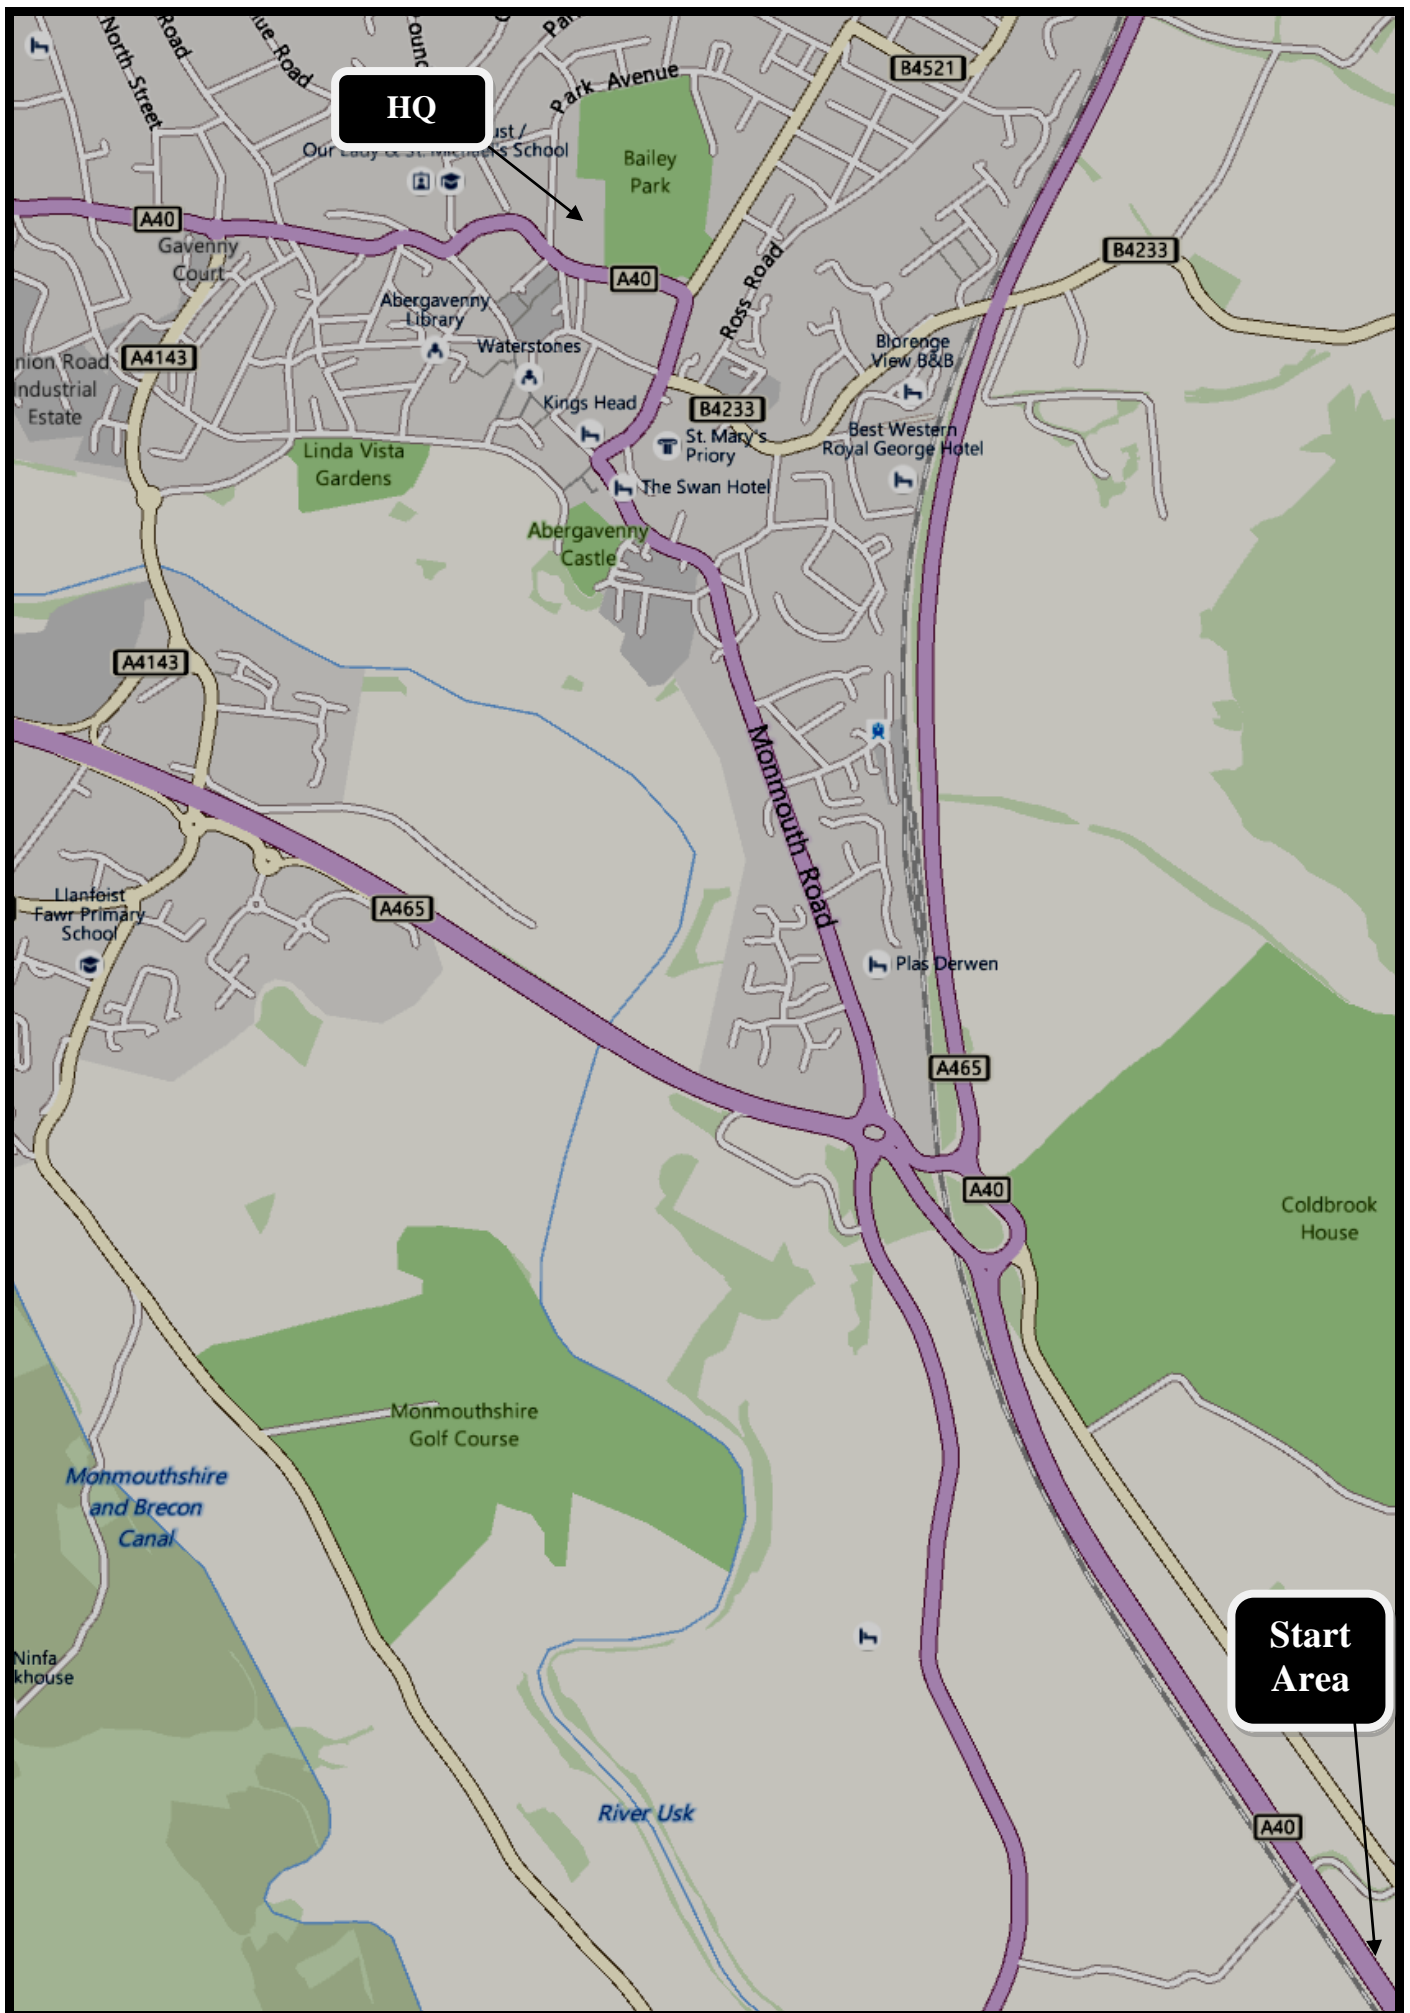 North Street
Road
Road
Park Avenue
B4521
HQ
Our Lady & St. Michael's School
Bailey
Park
A40
Gavenny
Court
A40
B4233
Ross Road
Abergavenny
Library
Waterstones
Blorenge
View B&B
A4143
Industrial
Estate
Road
Kings Head
B4233
St. Mary's
Priory
Best Western
Royal George Hotel
Linda Vista
Gardens
The Swan Hotel
Abergavenny
Castle
A4143
Monmouth Road
Llanfoist
Fawr Primary
School
A465
Plas Derwen
A465
A40
Coldbrook
House
Monmouthshire
Golf Course
Monmouthshire
and Brecon
Canal
Start
Area
Ninfa
River Usk
A40